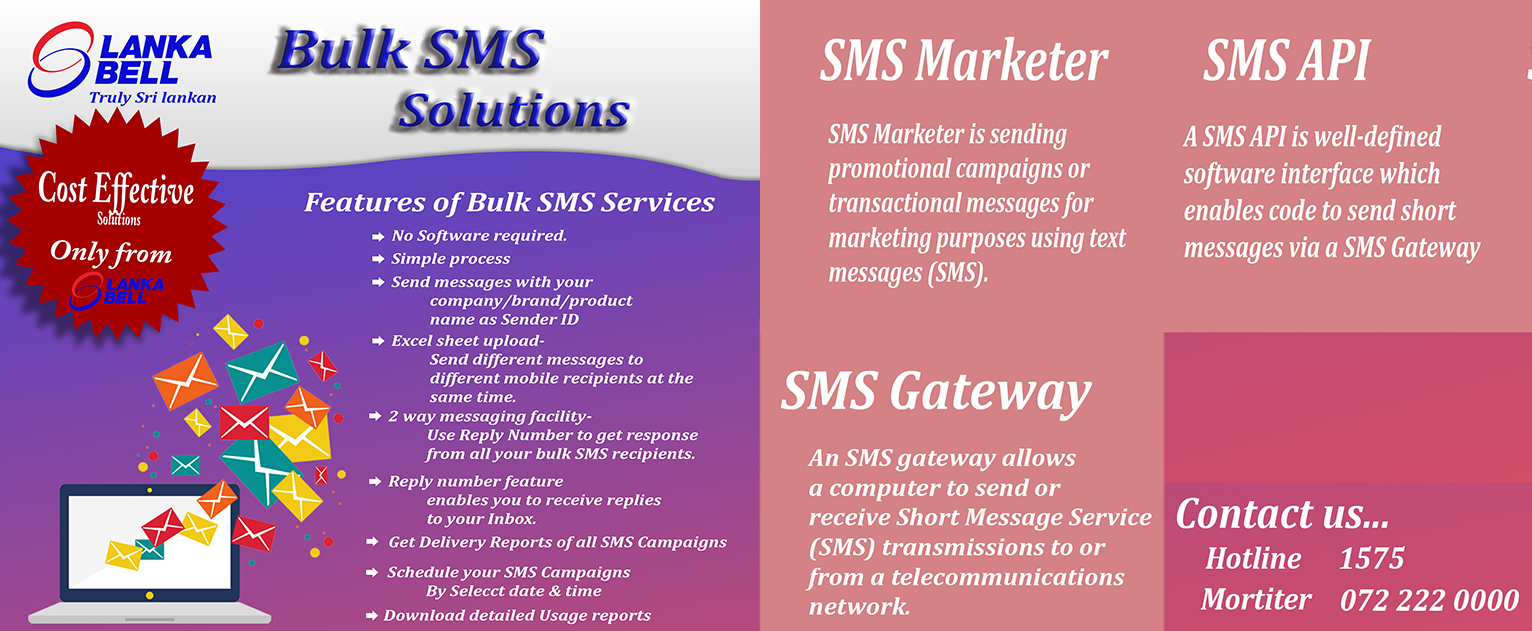 LANKA
BELL
Truly Sri lankan
Bulk SMS
Solutions
Cost Effective
Solutions
Only from
LANKA
BELL
Features of Bulk SMS Services
No Software required.
Simple process
Send messages with your
company/brand/product
name as Sender ID
Excel sheet upload-
Send different messages to
different mobile recipients at the
same time.
2 way messaging facility-
Use Reply Number to get response
from all your bulk SMS recipients.
Reply number feature
enables you to receive replies
to your Inbox.
Get Delivery Reports of all SMS Campaigns
Schedule your SMS Campaigns
By Selecct date & time
Download detailed Usage reports
SMS Marketer
SMS Marketer is sending
promotional campaigns or
transactional messages for
marketing purposes using text
messages (SMS).
SMS API
A SMS API is well-defined
software interface which
enables code to send short
messages via a SMS Gateway
SMS Gateway
An SMS gateway allows
a computer to send or
receive Short Message Service
(SMS) transmissions to or
from a telecommunications
network.
Contact us...
Hotline 1575
Mortiter 072 222 0000